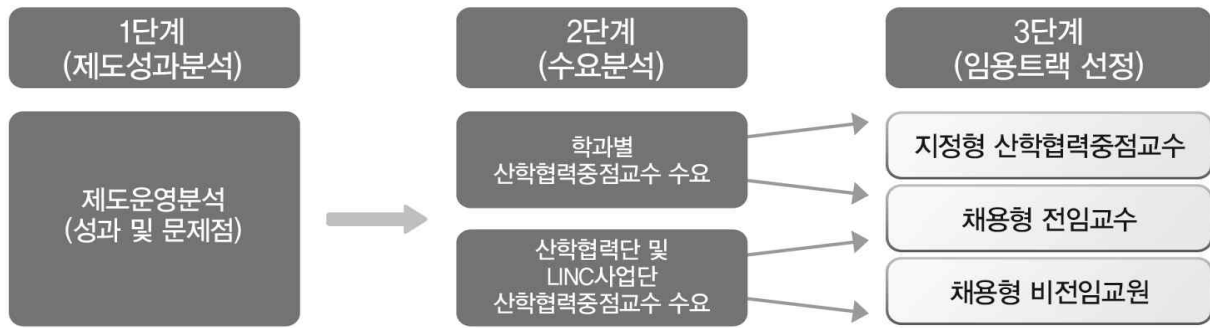 1단계
(제도성과분석)
2단계
(수요분석)
3단계
(임용트랙 선정)
제도운영분석
(성과 및 문제점)
학과별
산학협력중점교수 수요
산학협력단 및
LINC사업단
산학협력중점교수 수요
지정형 산학협력중점교수
채용형 전임교수
채용형 비전임교원